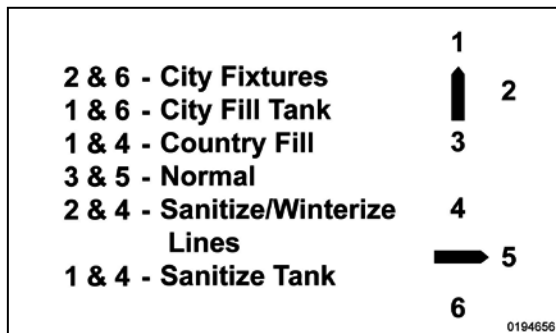 1
2 & 6 - City Fixtures
2
1 & 6 - City Fill Tank
1 & 4 - Country Fill
3
3 & 5 - Normal
2 & 4 - Sanitize/Winterize
4
Lines
5
1 & 4 - Sanitize Tank
6
0194656